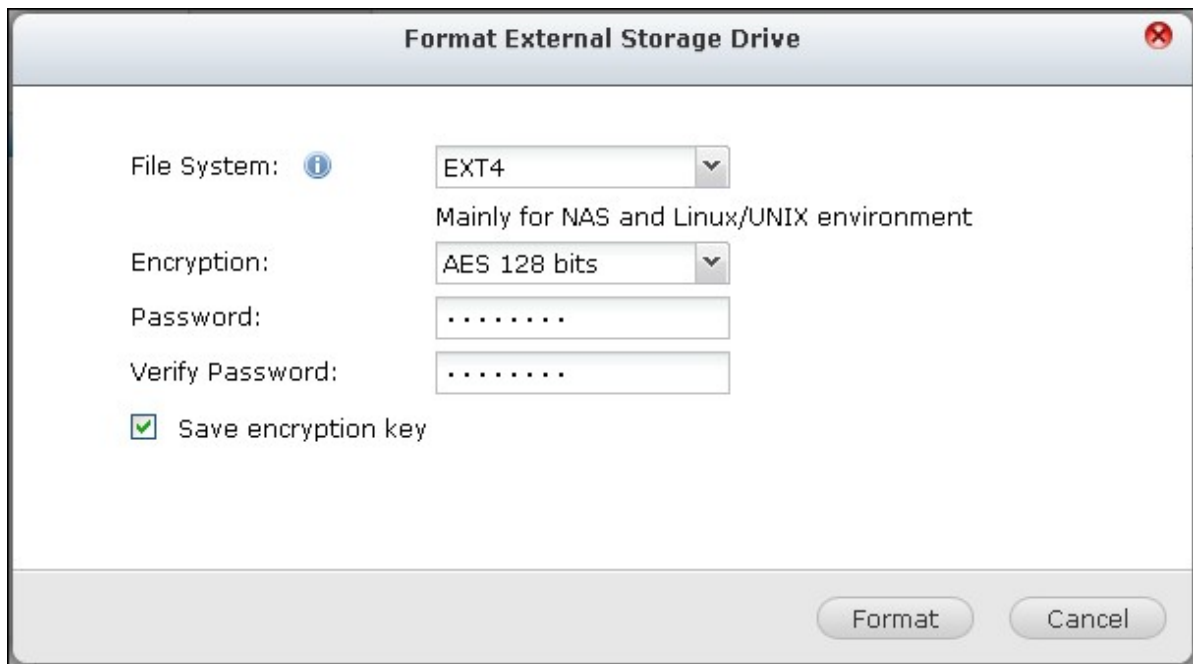 Format External Storage Drive
File System:
EXT4
Mainly for NAS and Linux/UNIX environment
Encryption:
AES 128 bits
Password:
........
Verify Password:
........
Save encryption key
Format
Cancel